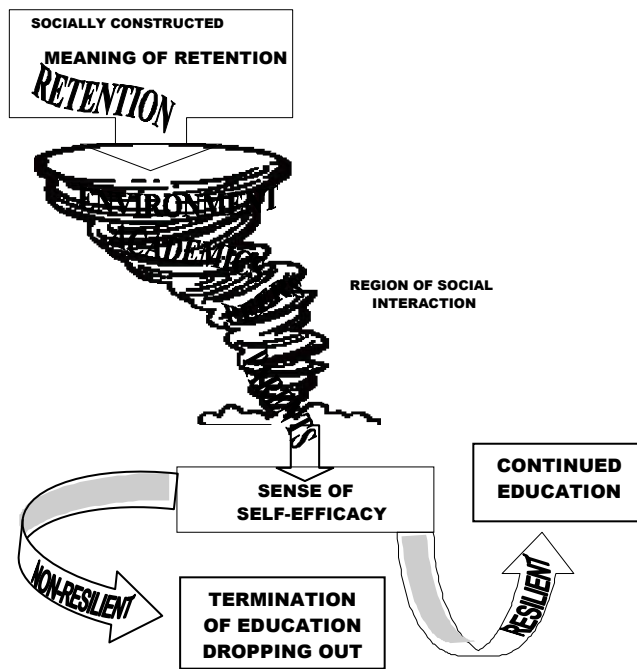 SOCIALLY CONSTRUCTED
MEANING OF RETENTION
RETENTION
ENVIRONMENT
ACADEMICS
REGION OF SOCIAL
INTERACTION
SENSE OF
SELF-EFFICACY
CONTINUED
EDUCATION
NON-RESILIENT
RESILIENT
TERMINATION
OF EDUCATION
DROPPING OUT